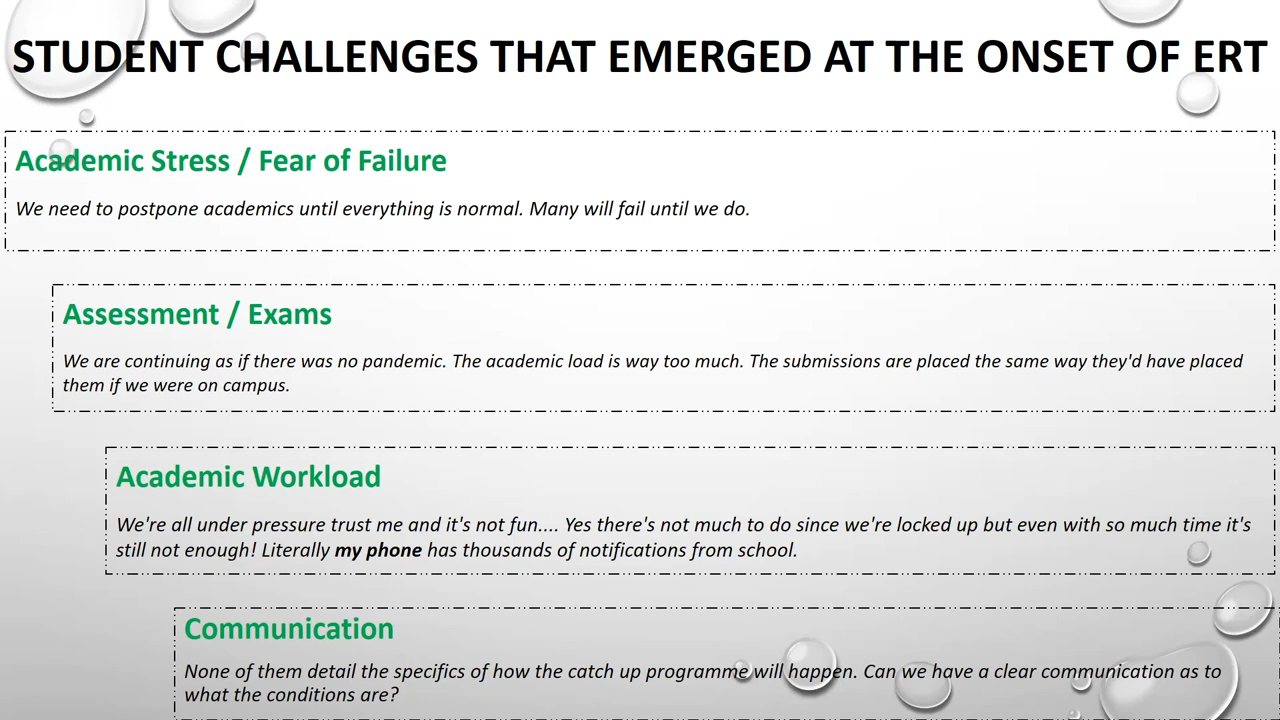 STUDENT CHALLENGES THAT EMERGED AT THE ONSET OF ERT
Academic Stress / Fear of Failure
We need to postpone academics until everything is normal. Many will fail until we do.
Assessment / Exams
We are continuing as if there was no pandemic. The academic load is way too much. The submissions are placed the same way they'd have placed
them if we were on campus.
Academic Workload
We're all under pressure trust me and it's not fun.... Yes there's not much to do since we're locked up but even with so much time it's
still not enough! Literally my phone has thousands of notifications from school.
Communication
None of them detail the specifics of how the catch up programme will happen. Can we have a clear communication as to
what the conditions are?